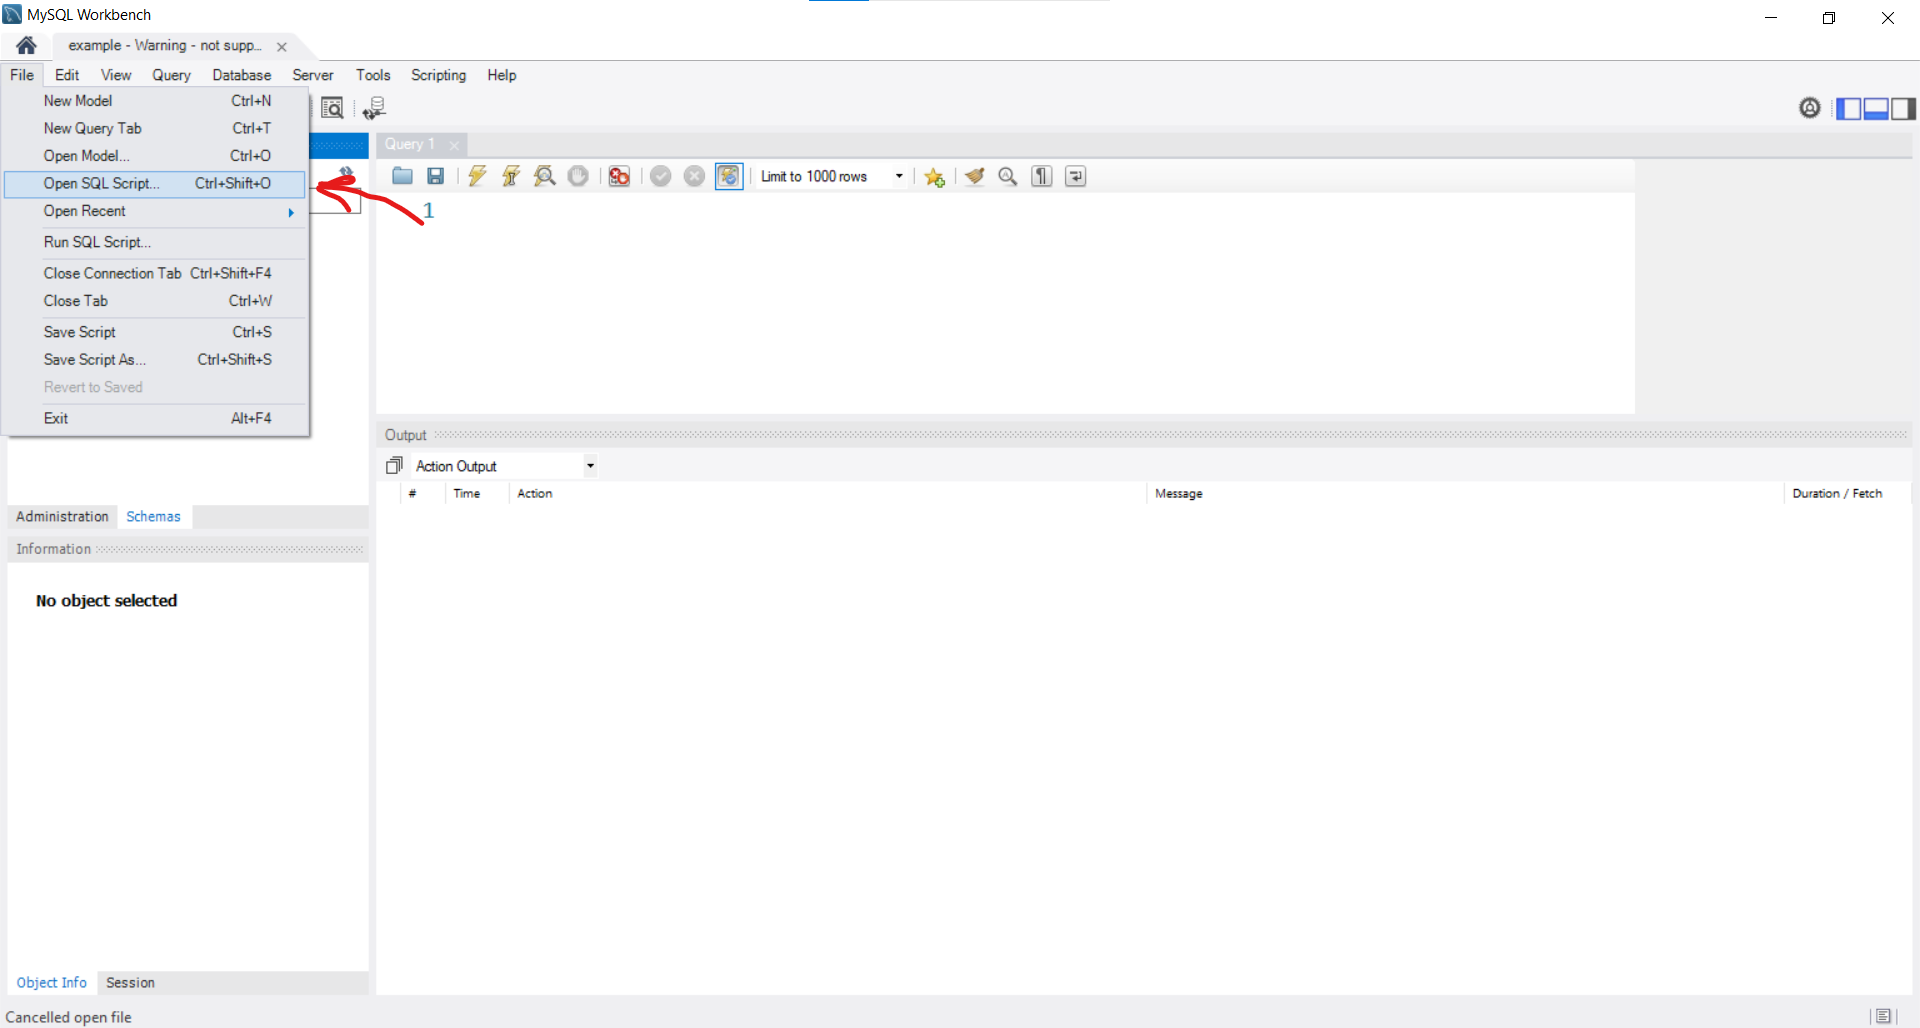 MySQL Workbench
example - Warning - not supp...
File Edit View Query Database Server Tools Scripting Help
New Model Ctrl+N
New Query Tab Ctrl+T
Open Model... Ctrl+O
Open SQL Script... Ctrl+Shift+O
Open Recent
Run SQL Script...
Close Connection Tab Ctrl+Shift+F4
Close Tab Ctrl+W
Save Script Ctrl+S
Save Script As... Ctrl+Shift+S
Revert to Saved
Exit Alt+F4
Query 1
Limit to 1000 rows
1
Output
Action Output
# Time Action Message Duration / Fetch
Administration Schemas
Information
No object selected
Object Info Session
Cancelled open file